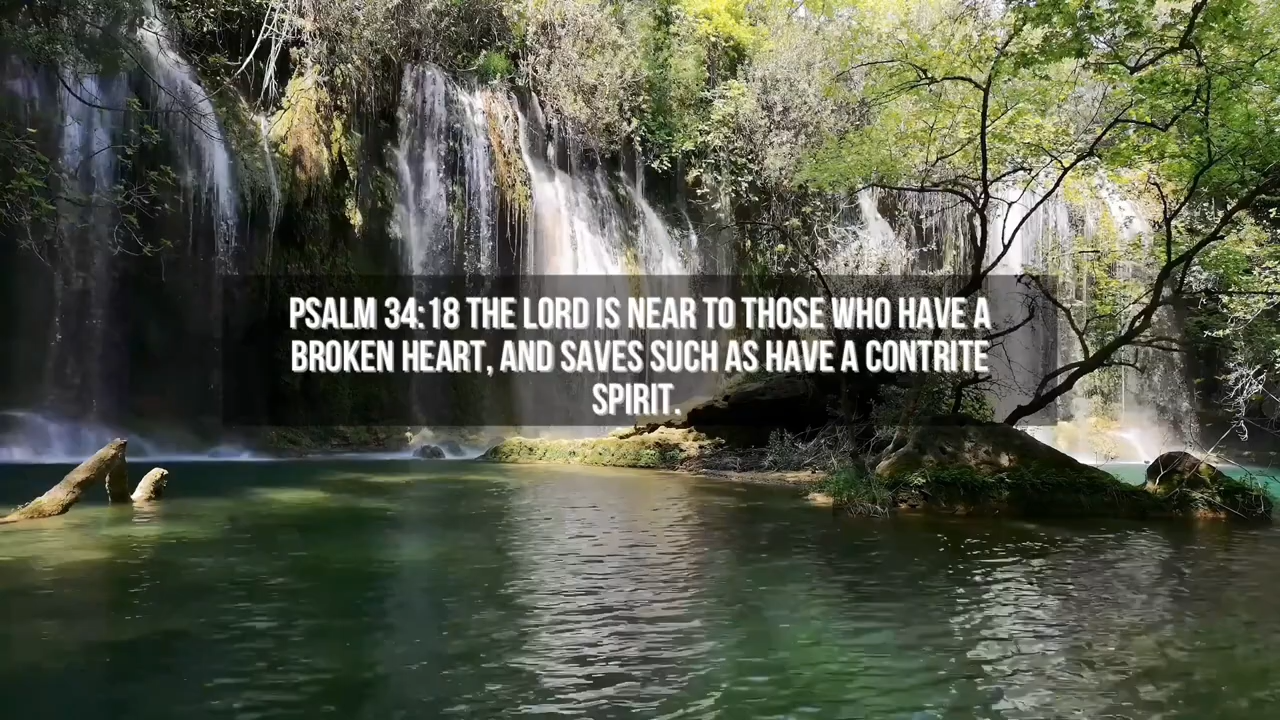 PSALM 34:18 THE LORD IS NEAR TO THOSE WHO HAVE A
BROKEN HEART, AND SAVES SUCH AS HAVE A CONTRITE
SPIRIT.